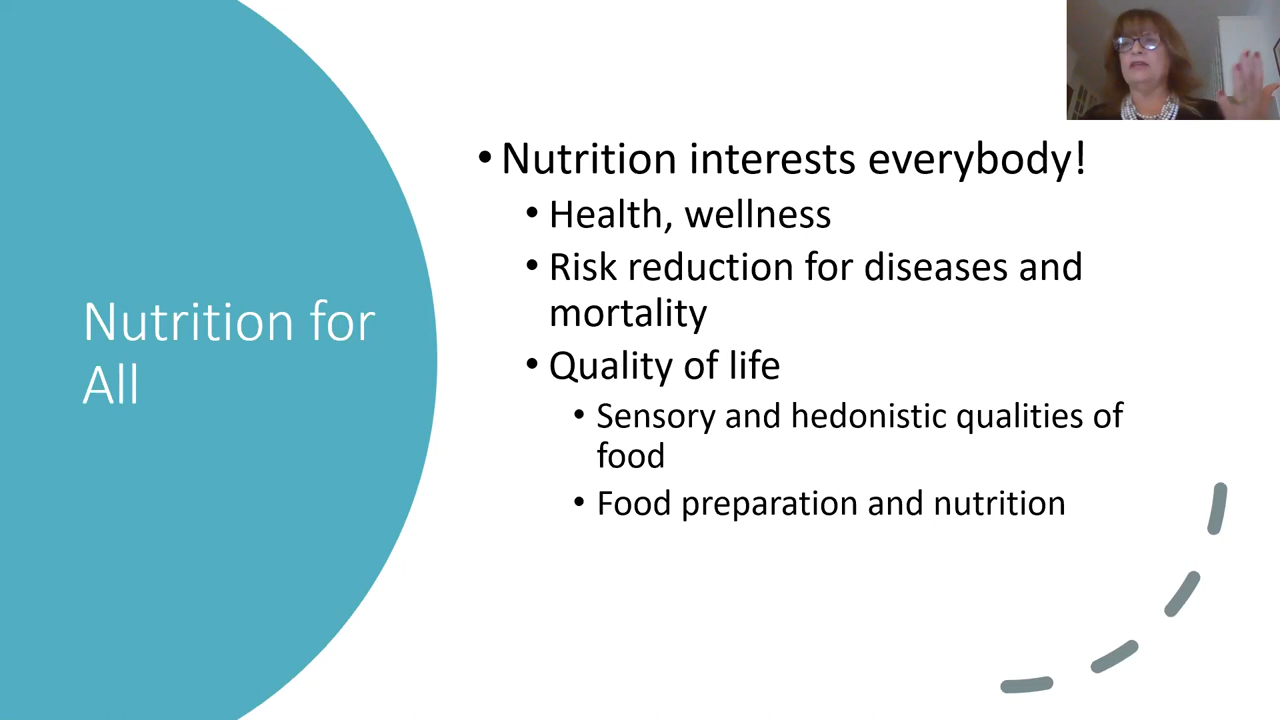 Nutrition for
All
• Nutrition interests everybody!
• Health, wellness
• Risk reduction for diseases and
mortality
• Quality of life
• Sensory and hedonistic qualities of
food
• Food preparation and nutrition